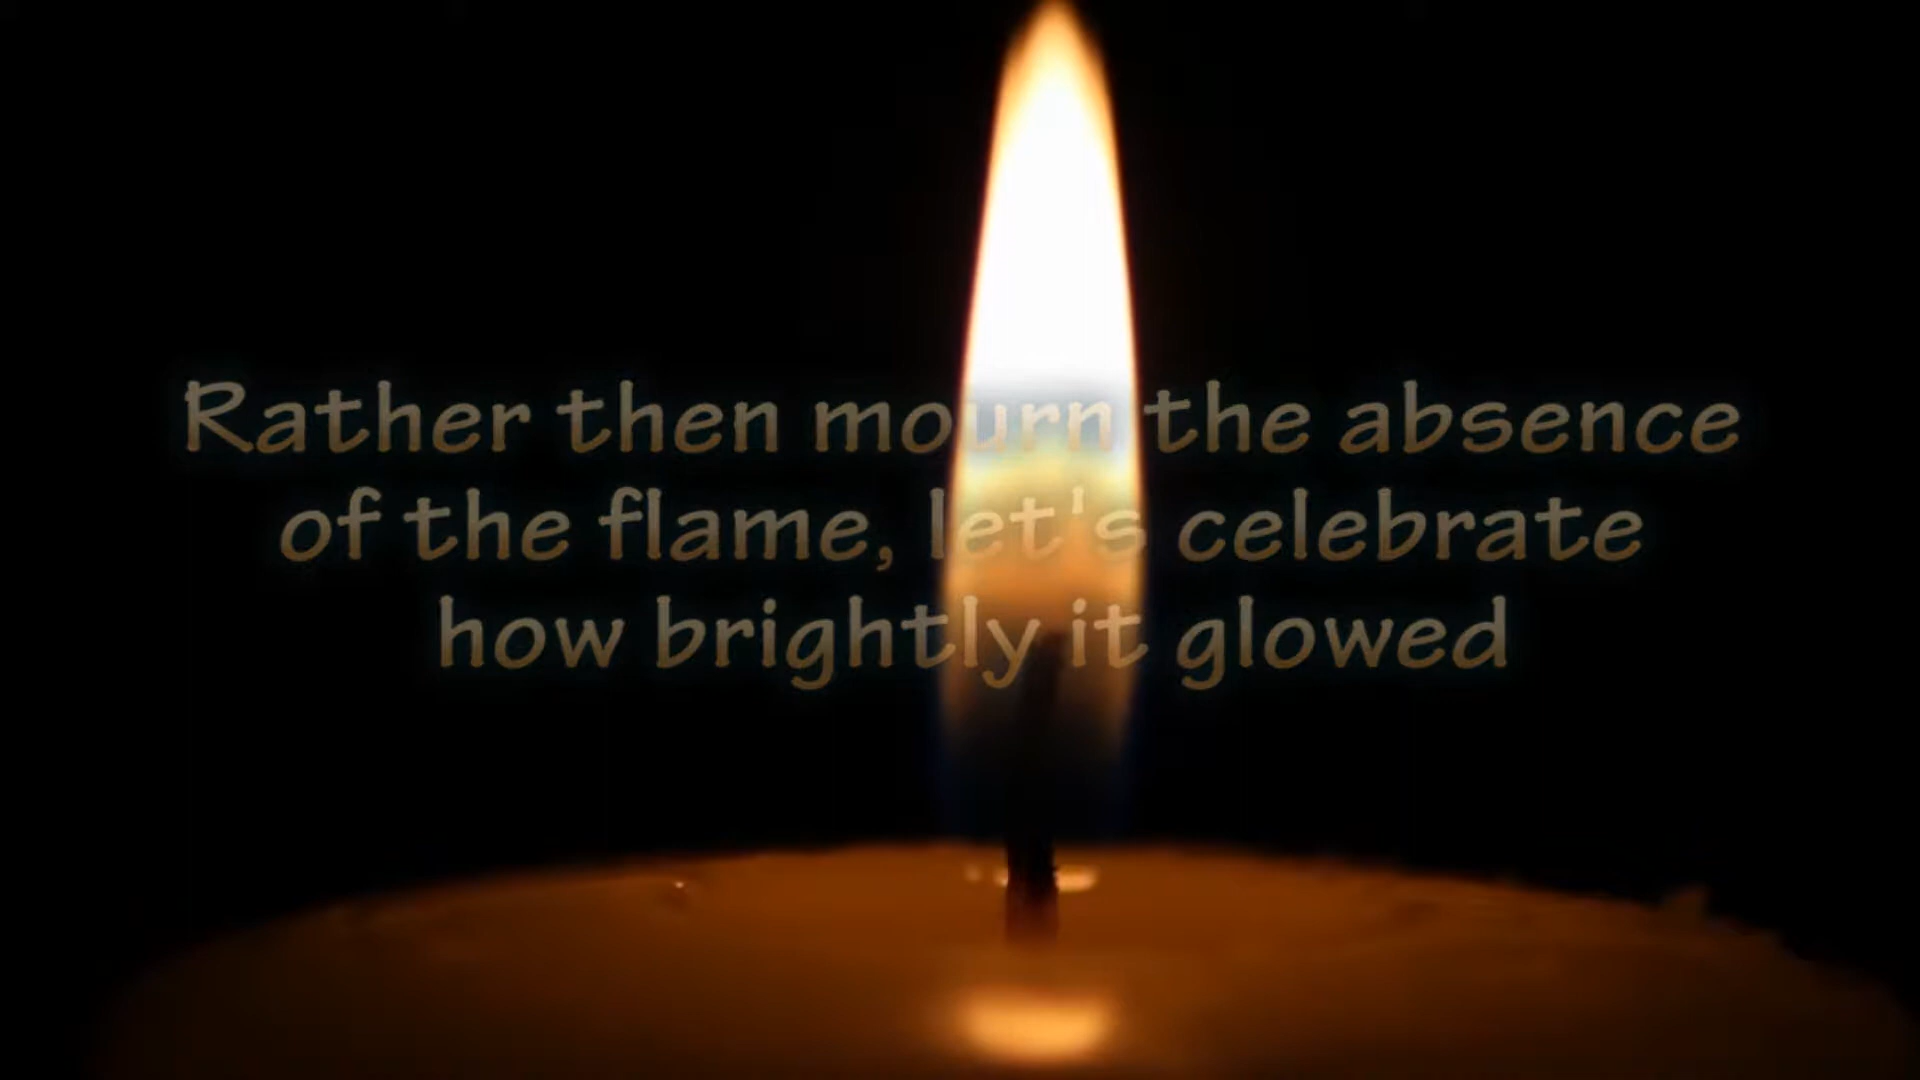 Rather then mourn the absence
of the flame, let's celebrate
how brightly it glowed